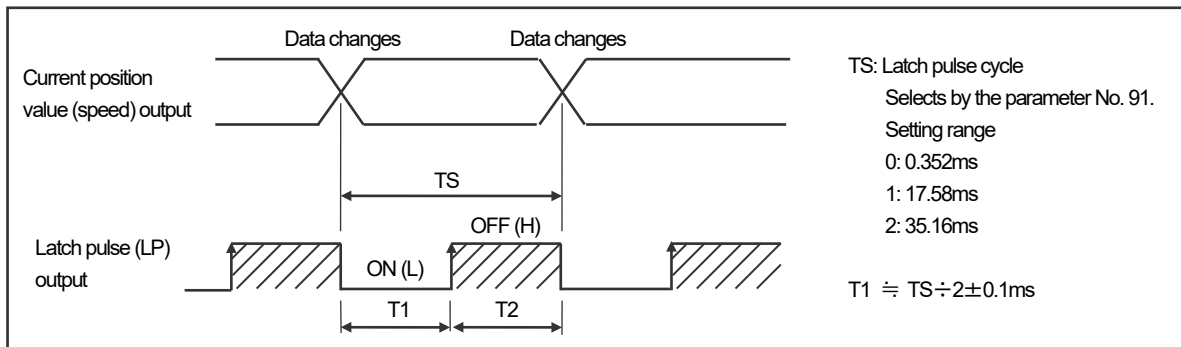 Data changes
Data changes
Current position
value (speed) output
TS
OFF (H)
Latch pulse (LP)
output
ON (L)
T1
T2
TS: Latch pulse cycle
Selects by the parameter No. 91.
Setting range
0: 0.352ms
1: 17.58ms
2: 35.16ms
T1 ≒ TS÷2±0.1ms